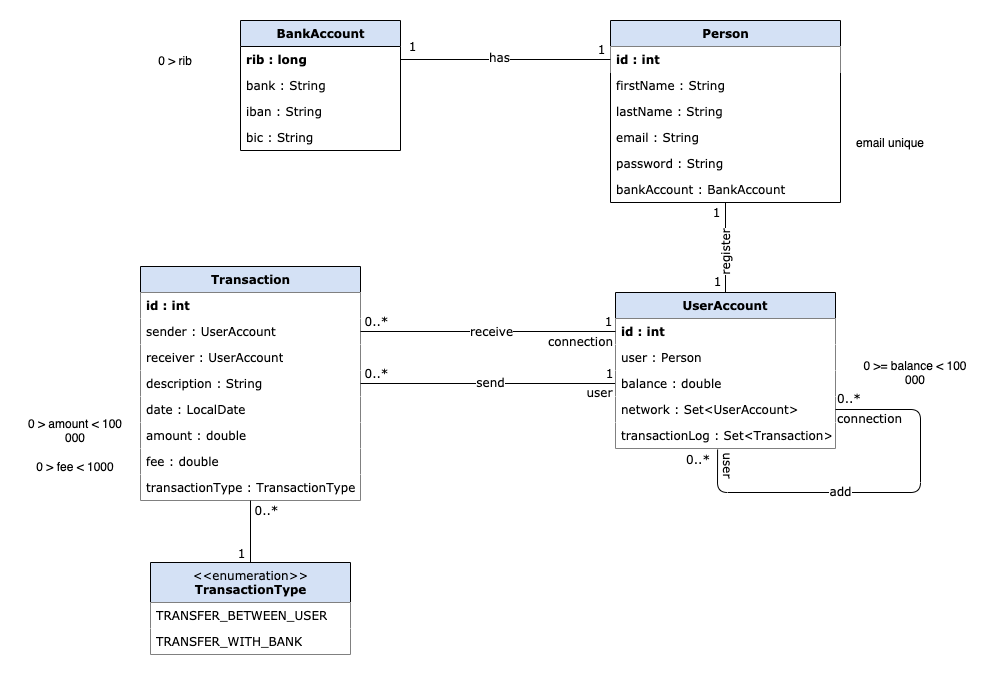 BankAccount
rib : long
bank : String
iban : String
bic : String
0 > rib
1
has
1
Person
id : int
firstName : String
lastName : String
email : String
password : String
bankAccount : BankAccount
email unique
1
register
1
Transaction
id : int
sender : UserAccount
receiver : UserAccount
description : String
date : LocalDate
amount : double
fee : double
transactionType : TransactionType
0 > amount < 100
000
0 > fee < 1000
0..*
receive
1
connection
0..*
send
1
user
UserAccount
id : int
user : Person
balance : double
network : Set<UserAccount>
transactionLog : Set<Transaction>
0 >= balance < 100
000
0..*
connection
0..*
user
add
0..*
1
<<enumeration>>
TransactionType
TRANSFER_BETWEEN_USER
TRANSFER_WITH_BANK